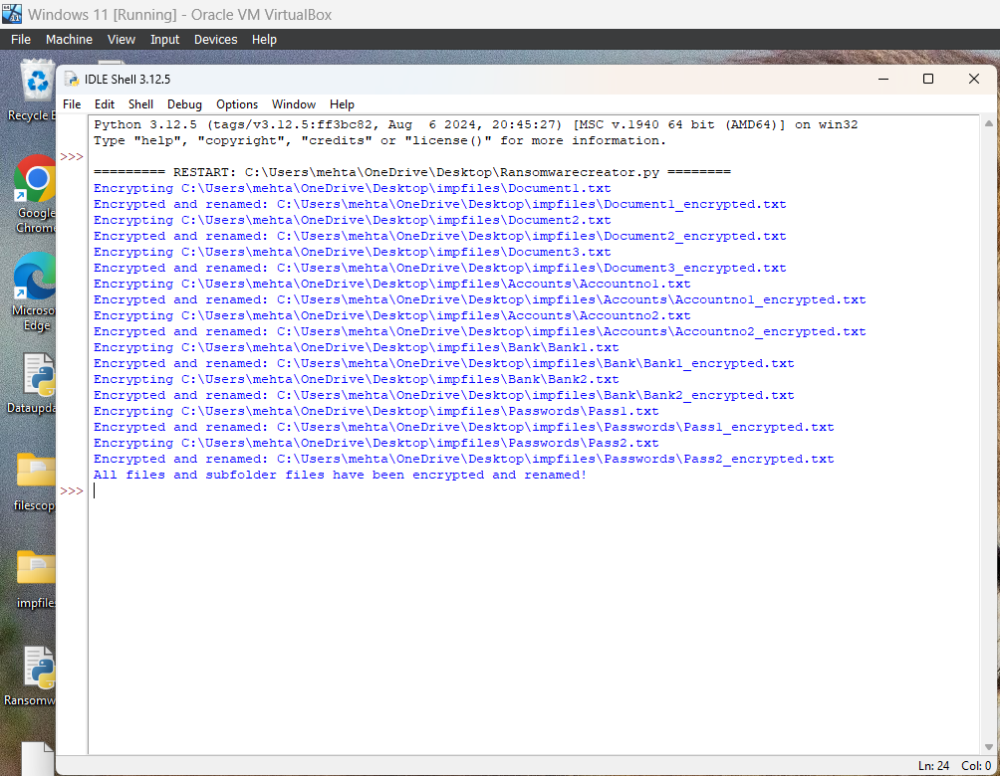 Windows 11 [Running] - Oracle VM VirtualBox
File Machine View Input Devices Help
Recycle
IDLE Shell 3.12.5
File Edit Shell Debug Options Window Help
Python 3.12.5 (tags/v3.12.5:ff3bc82, Aug  6 2024, 20:45:27) [MSC v.1940 64 bit (AMD64)] on win32
Type "help", "copyright", "credits" or "license()" for more information.
>>>
========= RESTART: C:\Users\mehta\OneDrive\Desktop\Ransomwarecreator.py ========
Encrypting C:\Users\mehta\OneDrive\Desktop\impfiles\Document1.txt
Encrypted and renamed: C:\Users\mehta\OneDrive\Desktop\impfiles\Document1_encrypted.txt
Encrypting C:\Users\mehta\OneDrive\Desktop\impfiles\Document2.txt
Encrypted and renamed: C:\Users\mehta\OneDrive\Desktop\impfiles\Document2_encrypted.txt
Encrypting C:\Users\mehta\OneDrive\Desktop\impfiles\Document3.txt
Encrypted and renamed: C:\Users\mehta\OneDrive\Desktop\impfiles\Document3_encrypted.txt
Encrypting C:\Users\mehta\OneDrive\Desktop\impfiles\Accounts\Accountno1.txt
Encrypted and renamed: C:\Users\mehta\OneDrive\Desktop\impfiles\Accounts\Accountno1_encrypted.txt
Encrypting C:\Users\mehta\OneDrive\Desktop\impfiles\Accounts\Accountno2.txt
Encrypted and renamed: C:\Users\mehta\OneDrive\Desktop\impfiles\Accounts\Accountno2_encrypted.txt
Encrypting C:\Users\mehta\OneDrive\Desktop\impfiles\Bank\Bank1.txt
Encrypted and renamed: C:\Users\mehta\OneDrive\Desktop\impfiles\Bank\Bank1_encrypted.txt
Encrypting C:\Users\mehta\OneDrive\Desktop\impfiles\Bank\Bank2.txt
Encrypted and renamed: C:\Users\mehta\OneDrive\Desktop\impfiles\Bank\Bank2_encrypted.txt
Encrypting C:\Users\mehta\OneDrive\Desktop\impfiles\Passwords\Pass1.txt
Encrypted and renamed: C:\Users\mehta\OneDrive\Desktop\impfiles\Passwords\Pass1_encrypted.txt
Encrypting C:\Users\mehta\OneDrive\Desktop\impfiles\Passwords\Pass2.txt
Encrypted and renamed: C:\Users\mehta\OneDrive\Desktop\impfiles\Passwords\Pass2_encrypted.txt
All files and subfolder files have been encrypted and renamed!
>>>
Google
Chrome
Microso
Edge
Dataupda
filescop
impfile
Ransomw
Ln: 24 Col: 0